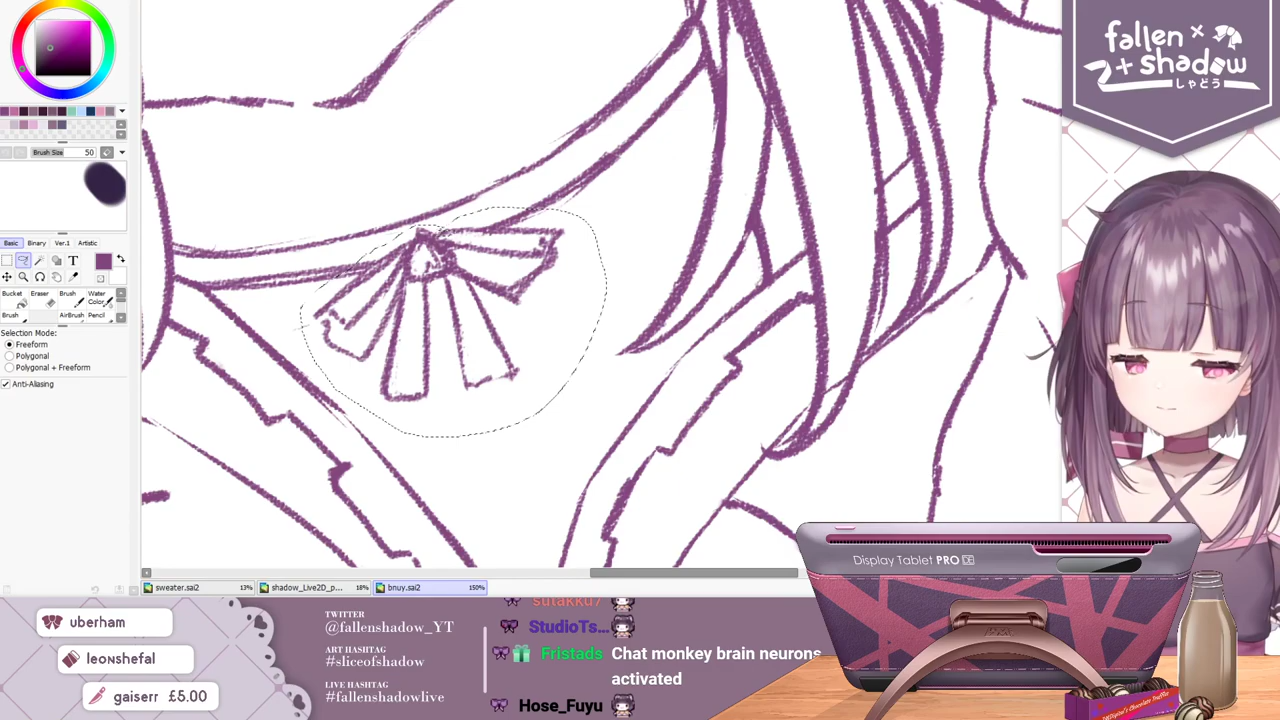 Brush Size 50
Basic Binary Ver.1 Artistic
T
Bucket Eraser Brush Water Color
Brush AirBrush Pencil
Selection Mode:
Freeform
Polygonal
Polygonal + Freeform
Anti-Aliasing
sweater.sai2 13% shadow_Live2D_p... 18% bnuy.sai2 150%
fallen ×
+ shadow
しゃどう
Display Tablet PRO DE
uberham
leonshefal
gaiserr £5.00
TWITTER
@fallenshadow_YT
ART HASHTAG
#sliceofshadow
LIVE HASHTAG
#fallenshadowlive
sutakku7
StudioTs...
Fristads Chat monkey brain neurons
activated
Hose_Fuyu